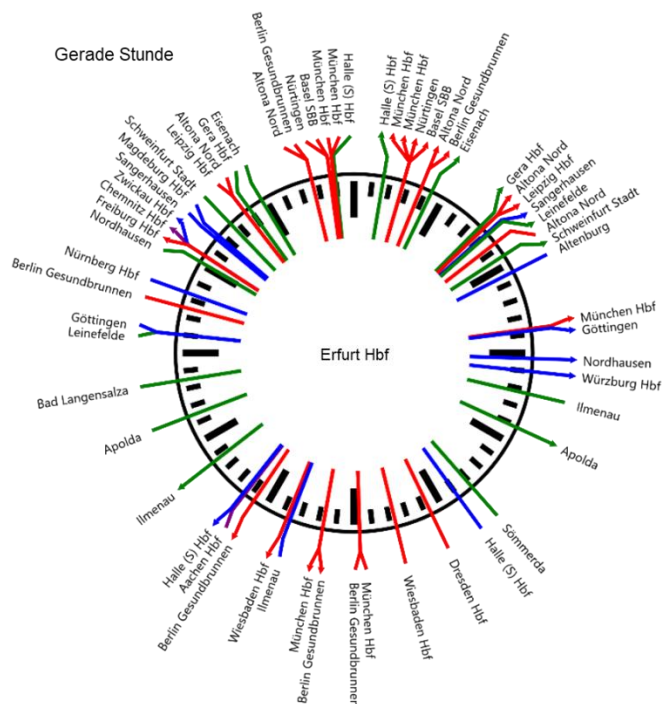 Gerade Stunde
Halle (S) Hbf
München Hbf
München Hbf
Nürtingen
Basel SBB
Altona Nord
Berlin Gesundbrunnen
Eisenach
Gera Hbf
Altona Nord
Leipzig Hbf
Sangerhausen
Leinefelde
Altona Nord
Schweinfurt Stadt
Altenburg
München Hbf
Göttingen
Nordhausen
Würzburg Hbf
Ilmenau
Apolda
Sömmerda
Halle (S) Hbf
Dresden Hbf
Wiesbaden Hbf
München Hbf
Berlin Gesundbrunnen
München Hbf
Berlin Gesundbrunnen
Wiesbaden Hbf
Ilmenau
Halle (S) Hbf
Aachen Hbf
Berlin Gesundbrunnen
Ilmenau
Apolda
Bad Langensalza
Göttingen
Leinefelde
Nürnberg Hbf
Berlin Gesundbrunnen
Nordhausen
Freiburg Hbf
Chemnitz Hbf
Zwickau Hbf
Sangerhausen
Magdeburg Hbf
Schweinfurt Stadt
Leipzig Hbf
Altona Nord
Gera Hbf
Eisenach
Altona Nord
Berlin Gesundbrunnen
Nürtingen
Basel SBB
München Hbf
München Hbf
Halle (S) Hbf
Erfurt Hbf